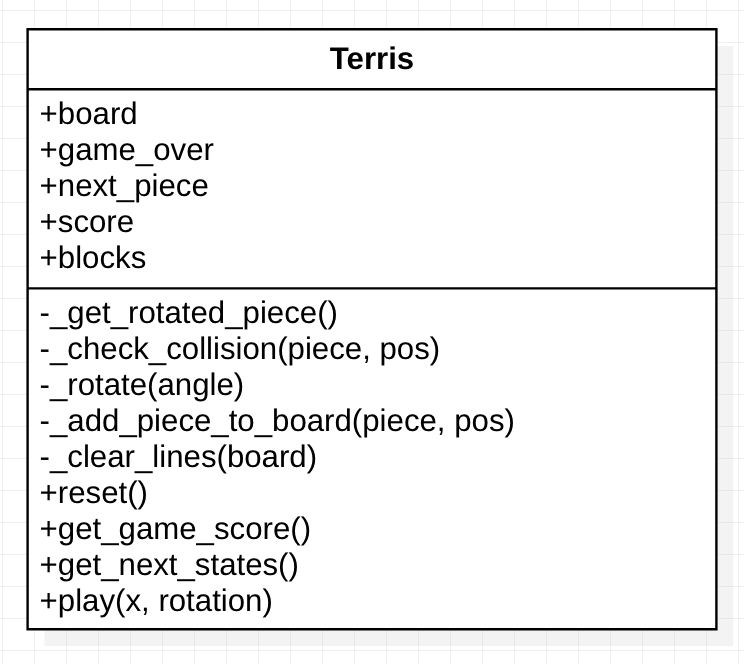 Terris
+board
+game_over
+next_piece
+score
+blocks
-_get_rotated_piece()
-_check_collision(piece, pos)
-_rotate(angle)
-_add_piece_to_board(piece, pos)
-_clear_lines(board)
+reset()
+get_game_score()
+get_next_states()
+play(x, rotation)